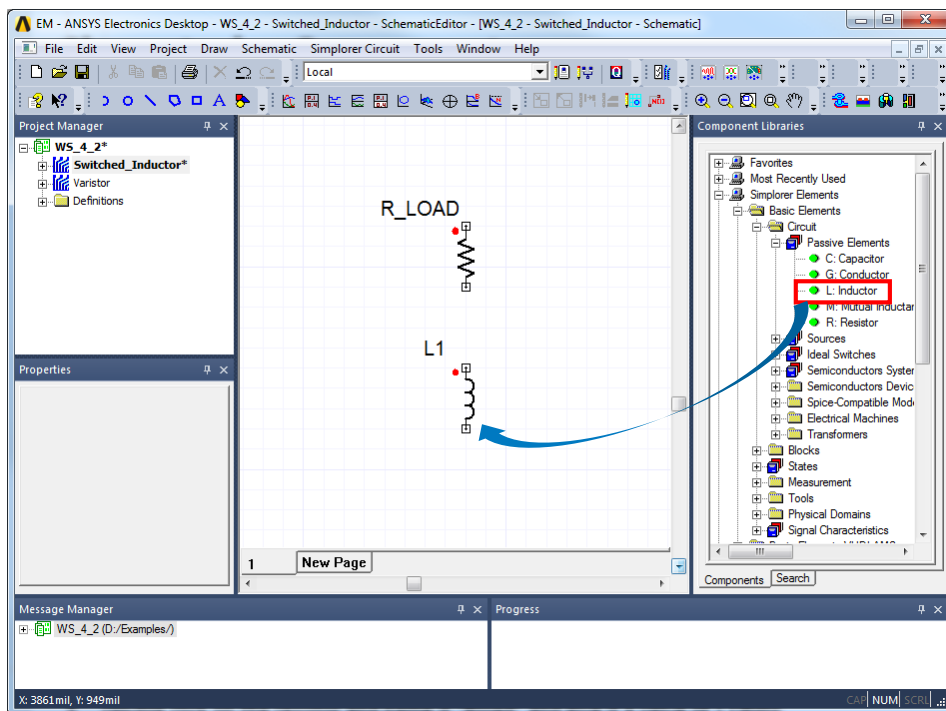 EM - ANSYS Electronics Desktop - WS_4_2 - Switched_Inductor - SchematicEditor - [WS_4_2 - Switched_Inductor - Schematic]
File Edit View Project Draw Schematic Simplorer Circuit Tools Window Help
Local
Project Manager
WS_4_2*
Switched_Inductor*
Varistor
Definitions
Properties
R_LOAD
L1
1 New Page
Component Libraries
Favorites
Most Recently Used
Simplorer Elements
Basic Elements
Circuit
Passive Elements
C: Capacitor
G: Conductor
L: Inductor
M: Mutual Inductan
R: Resistor
Sources
Ideal Switches
Semiconductors System
Semiconductors Devic
Spice-Compatible Mode
Electrical Machines
Transformers
Blocks
States
Measurement
Tools
Physical Domains
Signal Characteristics
Components Search
Message Manager
WS_4_2 (D:/Examples/)
Progress
X: 3861mil, Y: 949mil
CAP NUM SCRL